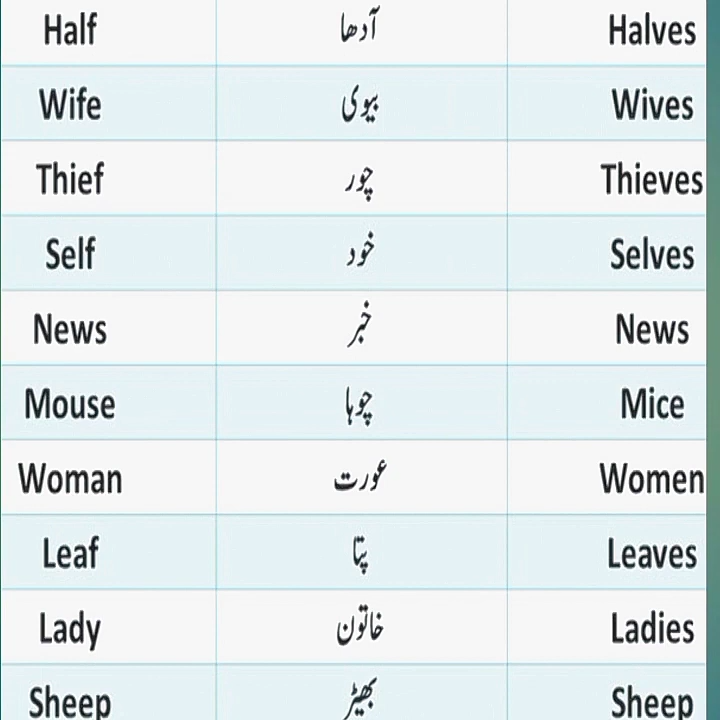 Half آدھا Halves
Wife بیوی Wives
Thief چور Thieves
Self خود Selves
News خبر News
Mouse چوہا Mice
Woman عورت Women
Leaf پتا Leaves
Lady خاتون Ladies
Sheep بھیڑ Sheep